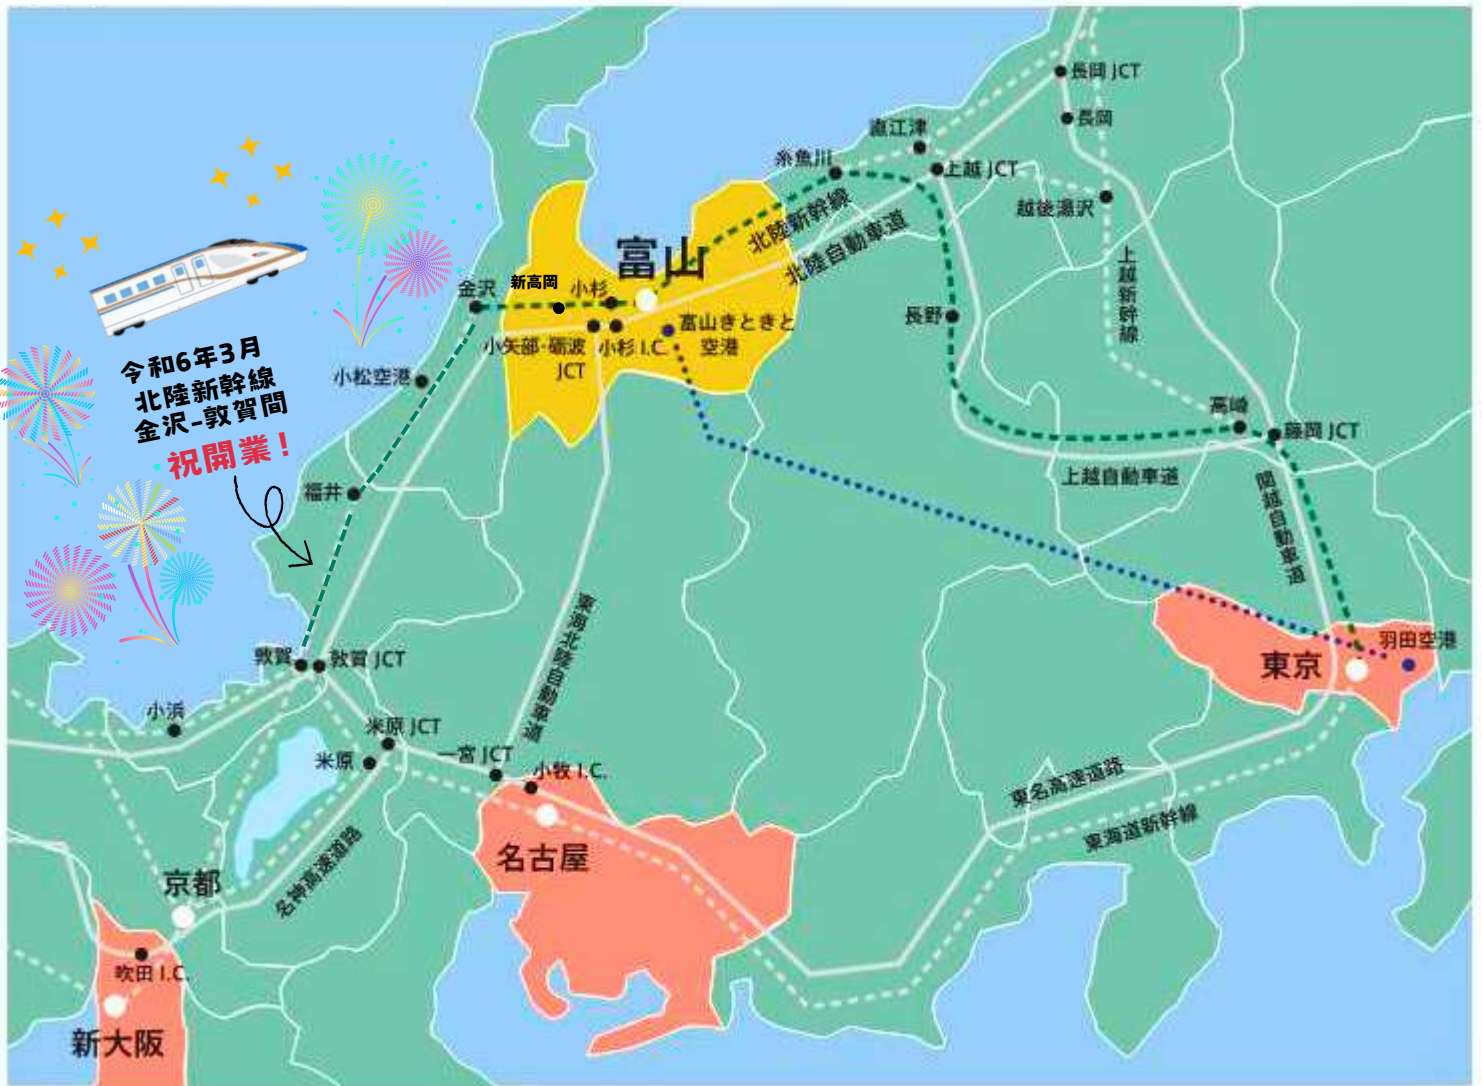 長岡 JCT
長岡
直江津
糸魚川
上越 JCT
越後湯沢
北陸新幹線
北陸自動車道
上越新幹線
富山
新高岡
小杉
金沢
富山きときと
空港
小矢部・砺波
JCT
小杉 I.C.
長野
小松空港
令和6年3月
北陸新幹線
金沢-敦賀間
祝開業!
高崎
藤岡 JCT
上越自動車道
関越自動車道
福井
東海北陸自動車道
羽田空港
東京
敦賀
敦賀 JCT
小浜
米原 JCT
米原
一宮 JCT
小牧 I.C.
東名高速道路
東海道新幹線
名古屋
名神高速道路
京都
吹田 I.C.
新大阪